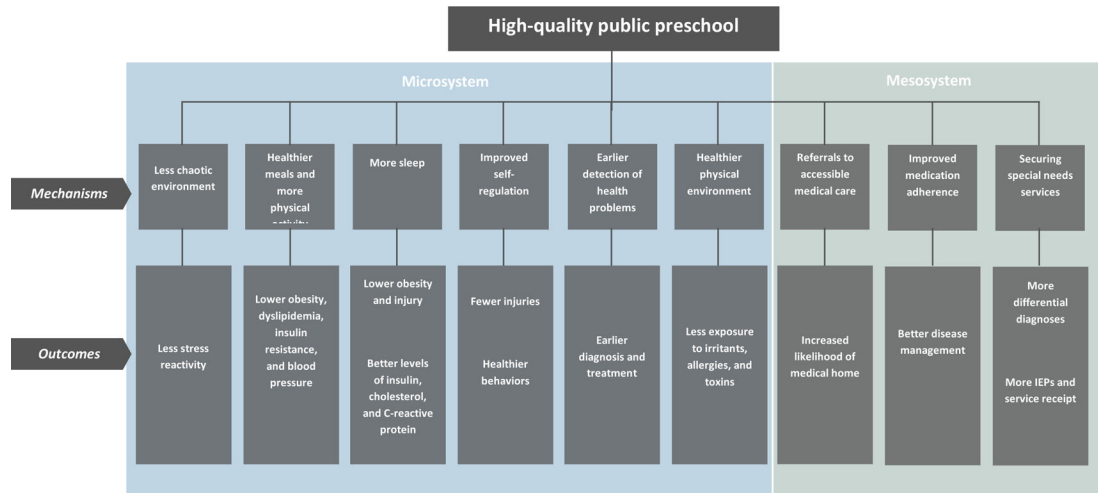 High-quality public preschool
Microsystem
Mesosystem
Mechanisms
Less chaotic
environment
Healthier
meals and
more
physical
activity
More sleep
Improved
self-
regulation
Earlier
detection of
health
problems
Healthier
physical
environment
Referrals to
accessible
medical care
Improved
medication
adherence
Securing
special needs
services
Outcomes
Less stress
reactivity
Lower obesity,
dyslipidemia,
insulin
resistance,
and blood
pressure
Lower obesity
and injury
Better levels
of insulin,
cholesterol,
and C-reactive
protein
Fewer injuries
Healthier
behaviors
Earlier
diagnosis and
treatment
Less exposure
to irritants,
allergies, and
toxins
Increased
likelihood of
medical home
Better disease
management
More
differential
diagnoses
More IEPs and
service receipt